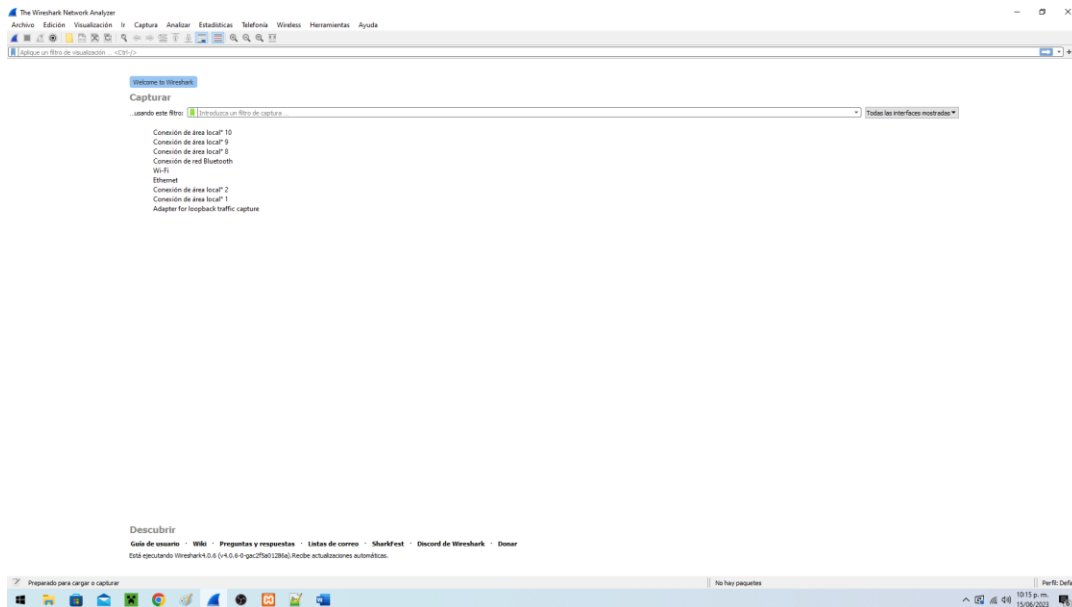 The Wireshark Network Analyzer
Archivo Edición Visualización Ir Captura Analizar Estadísticas Telefonía Wireless Herramientas Ayuda
Aplique un filtro de visualización ... <Ctrl-/>
Welcome to Wireshark
Capturar
...usando este filtro: Introduzca un filtro de captura ... Todas las interfaces mostradas
Conexión de área local* 10
Conexión de área local* 9
Conexión de área local* 8
Conexión de red Bluetooth
Wi-Fi
Ethernet
Conexión de área local* 2
Conexión de área local* 1
Adapter for loopback traffic capture
Descubrir
Guía de usuario · Wiki · Preguntas y respuestas · Listas de correo · SharkFest · Discord de Wireshark · Donar
Está ejecutando Wireshark4.0.6 (v4.0.6-0-gac2f5a01286a).Recibe actualizaciones automáticas.
Preparado para cargar o capturar No hay paquetes Perfil: Defa
10:15 p. m.
15/06/2023